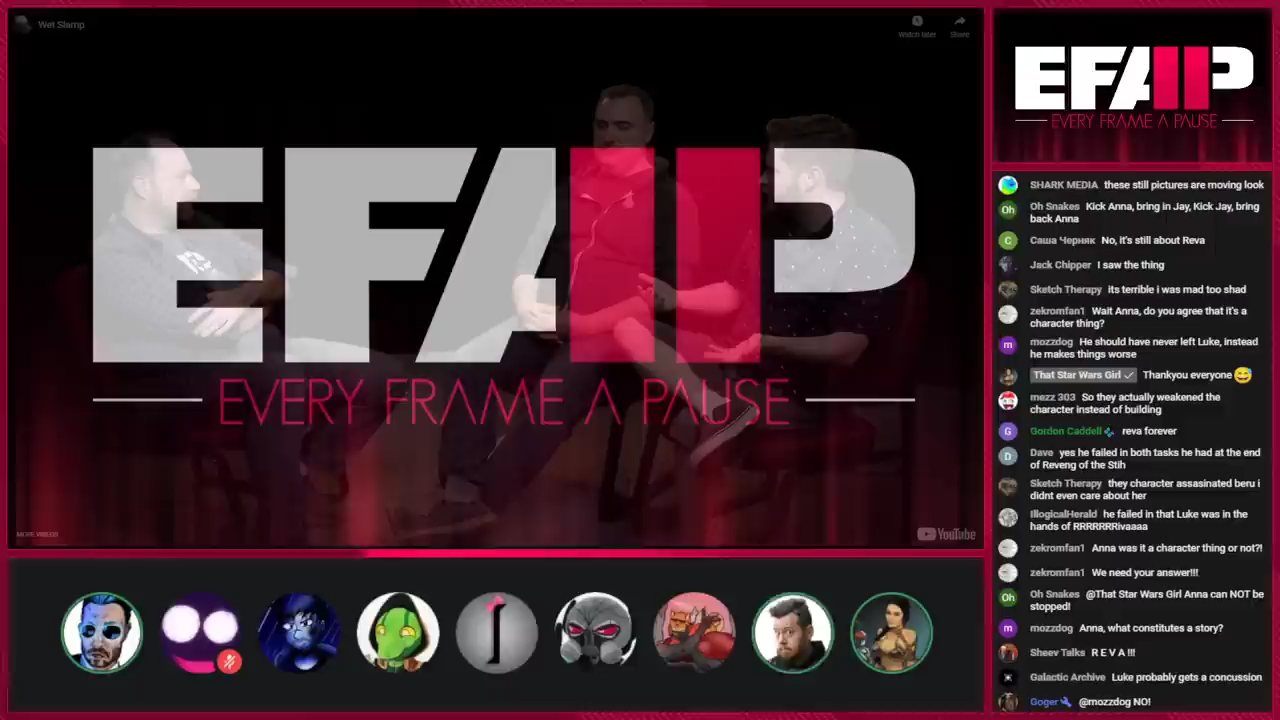 Wet Slamp
Watch later
Share
EFAP
EVERY FRAME A PAUSE
MORE VIDEOS
YouTube
EFAP
EVERY FRAME A PAUSE
SHARK MEDIA these still pictures are moving look
Oh
Oh Snakes Kick Anna, bring in Jay, Kick Jay, bring
back Anna
C
Саша Черняк No, it's still about Reva
Jack Chipper I saw the thing
Sketch Therapy its terrible i was mad too shad
zekromfan1 Wait Anna, do you agree that it's a
character thing?
m
mozzdog He should have never left Luke, instead
he makes things worse
That Star Wars Girl Thankyou everyone
mezz 303 So they actually weakened the
character instead of building
G
Gordon Caddell reva forever
D
Dave yes he failed in both tasks he had at the end
of Reveng of the Stih
Sketch Therapy they character assasinated beru i
didnt even care about her
IllogicalHerald he failed in that Luke was in the
hands of RRRRRRRivaaaa
zekromfan1 Anna was it a character thing or not?!
zekromfan1 We need your answer!!!
Oh
Oh Snakes @That Star Wars Girl Anna can NOT be
stopped!
m
mozzdog Anna, what constitutes a story?
Sheev Talks R E V A !!!
Galactic Archive Luke probably gets a concussion
Goger @mozzdog NO!